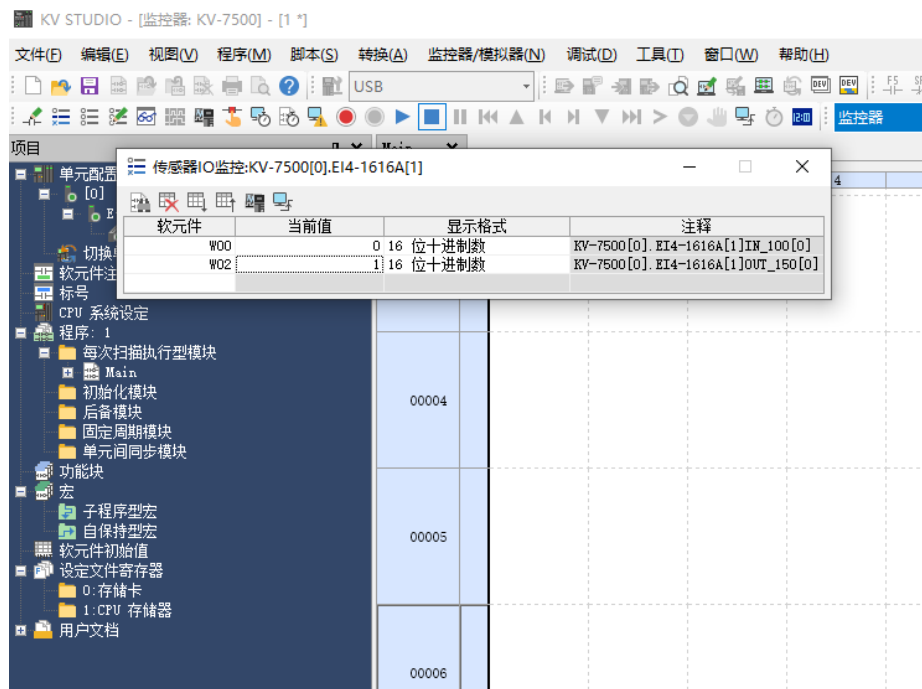 KV STUDIO - [监控器: KV-7500] - [1 *]
文件(F) 编辑(E) 视图(V) 程序(M) 脚本(S) 转换(A) 监控器/模拟器(N) 调试(D) 工具(T) 窗口(W) 帮助(H)
USB
F5
监控器
项目
传感器IO监控:KV-7500[0].EI4-1616A[1]
软元件 当前值 显示格式 注释
W00 0 16 位十进制数 KV-7500[0].EI4-1616A[1]IN_100[0]
W02 1 16 位十进制数 KV-7500[0].EI4-1616A[1]OUT_150[0]
4
单元配置
[0]
E
切换
软元件注
标号
CPU 系统设定
程序: 1
每次扫描执行型模块
Main
初始化模块
后备模块
固定周期模块
单元间同步模块
功能块
宏
子程序型宏
自保持型宏
软元件初始值
设定文件寄存器
0:存储卡
1:CPU 存储器
用户文档
00004
00005
00006